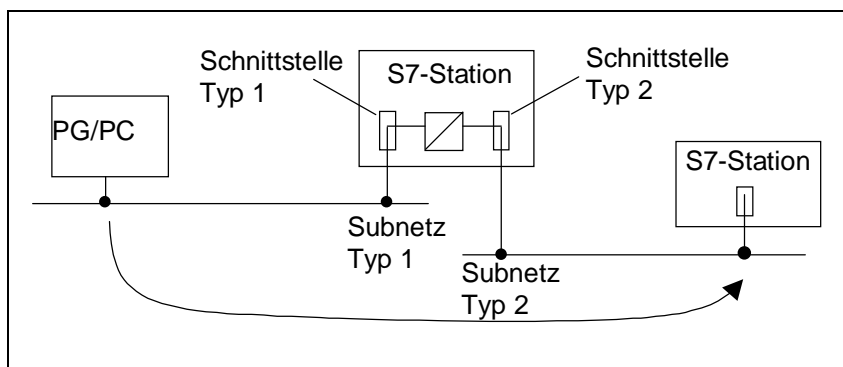 PG/PC
Schnittstelle
Typ 1
S7-Station
Schnittstelle
Typ 2
S7-Station
Subnetz
Typ 1
Subnetz
Typ 2